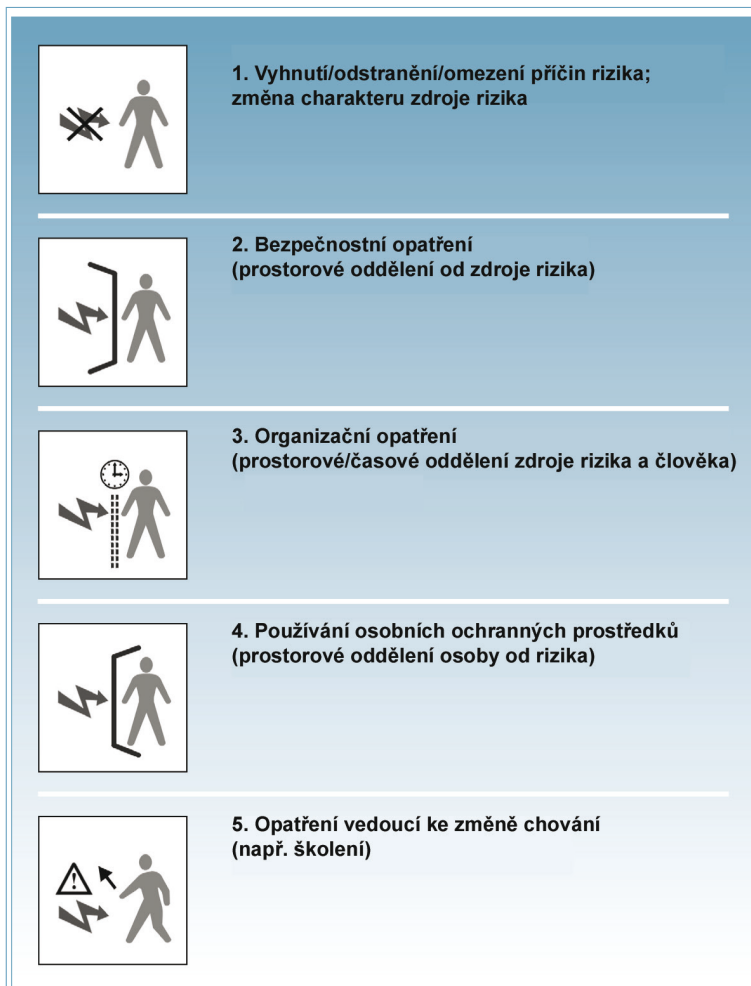 1. Vyhnutí/odstranění/omezení příčin rizika;
změna charakteru zdroje rizika
2. Bezpečnostní opatření
(prostorové oddělení od zdroje rizika)
3. Organizační opatření
(prostorové/časové oddělení zdroje rizika a člověka)
4. Používání osobních ochranných prostředků
(prostorové oddělení osoby od rizika)
!
5. Opatření vedoucí ke změně chování
(např. školení)